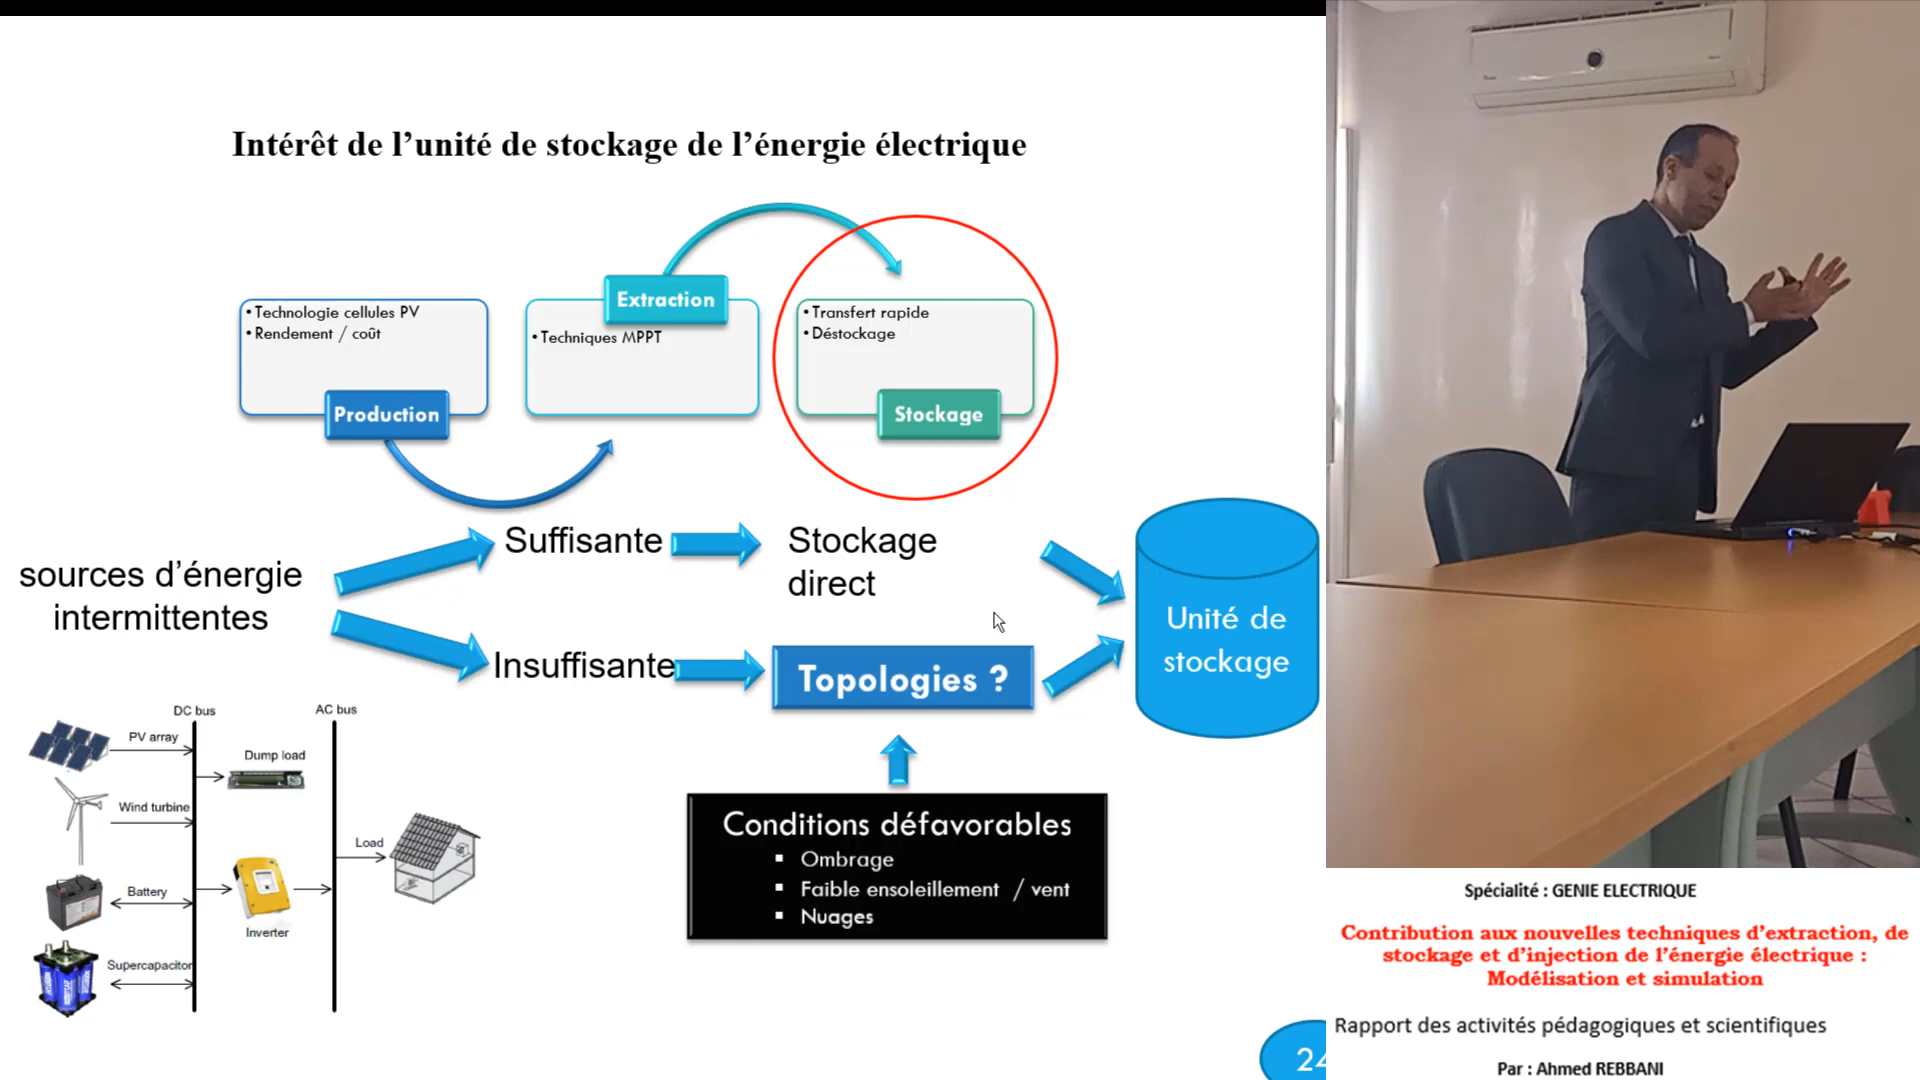 Intérêt de l’unité de stockage de l’énergie électrique
• Technologie cellules PV
• Rendement / coût
Production
Extraction
• Techniques MPPT
• Transfert rapide
• Déstockage
Stockage
sources d’énergie
intermittentes
Suffisante
Stockage
direct
Insuffisante
Topologies ?
Unité de
stockage
Conditions défavorables
▪ Ombrage
▪ Faible ensoleillement / vent
▪ Nuages
DC bus
AC bus
PV array
Dump load
Wind turbine
Load
Battery
Inverter
Supercapacitor
24
Spécialité : GENIE ELECTRIQUE
Contribution aux nouvelles techniques d’extraction, de
stockage et d’injection de l’énergie électrique :
Modélisation et simulation
Rapport des activités pédagogiques et scientifiques
Par : Ahmed REBBANI